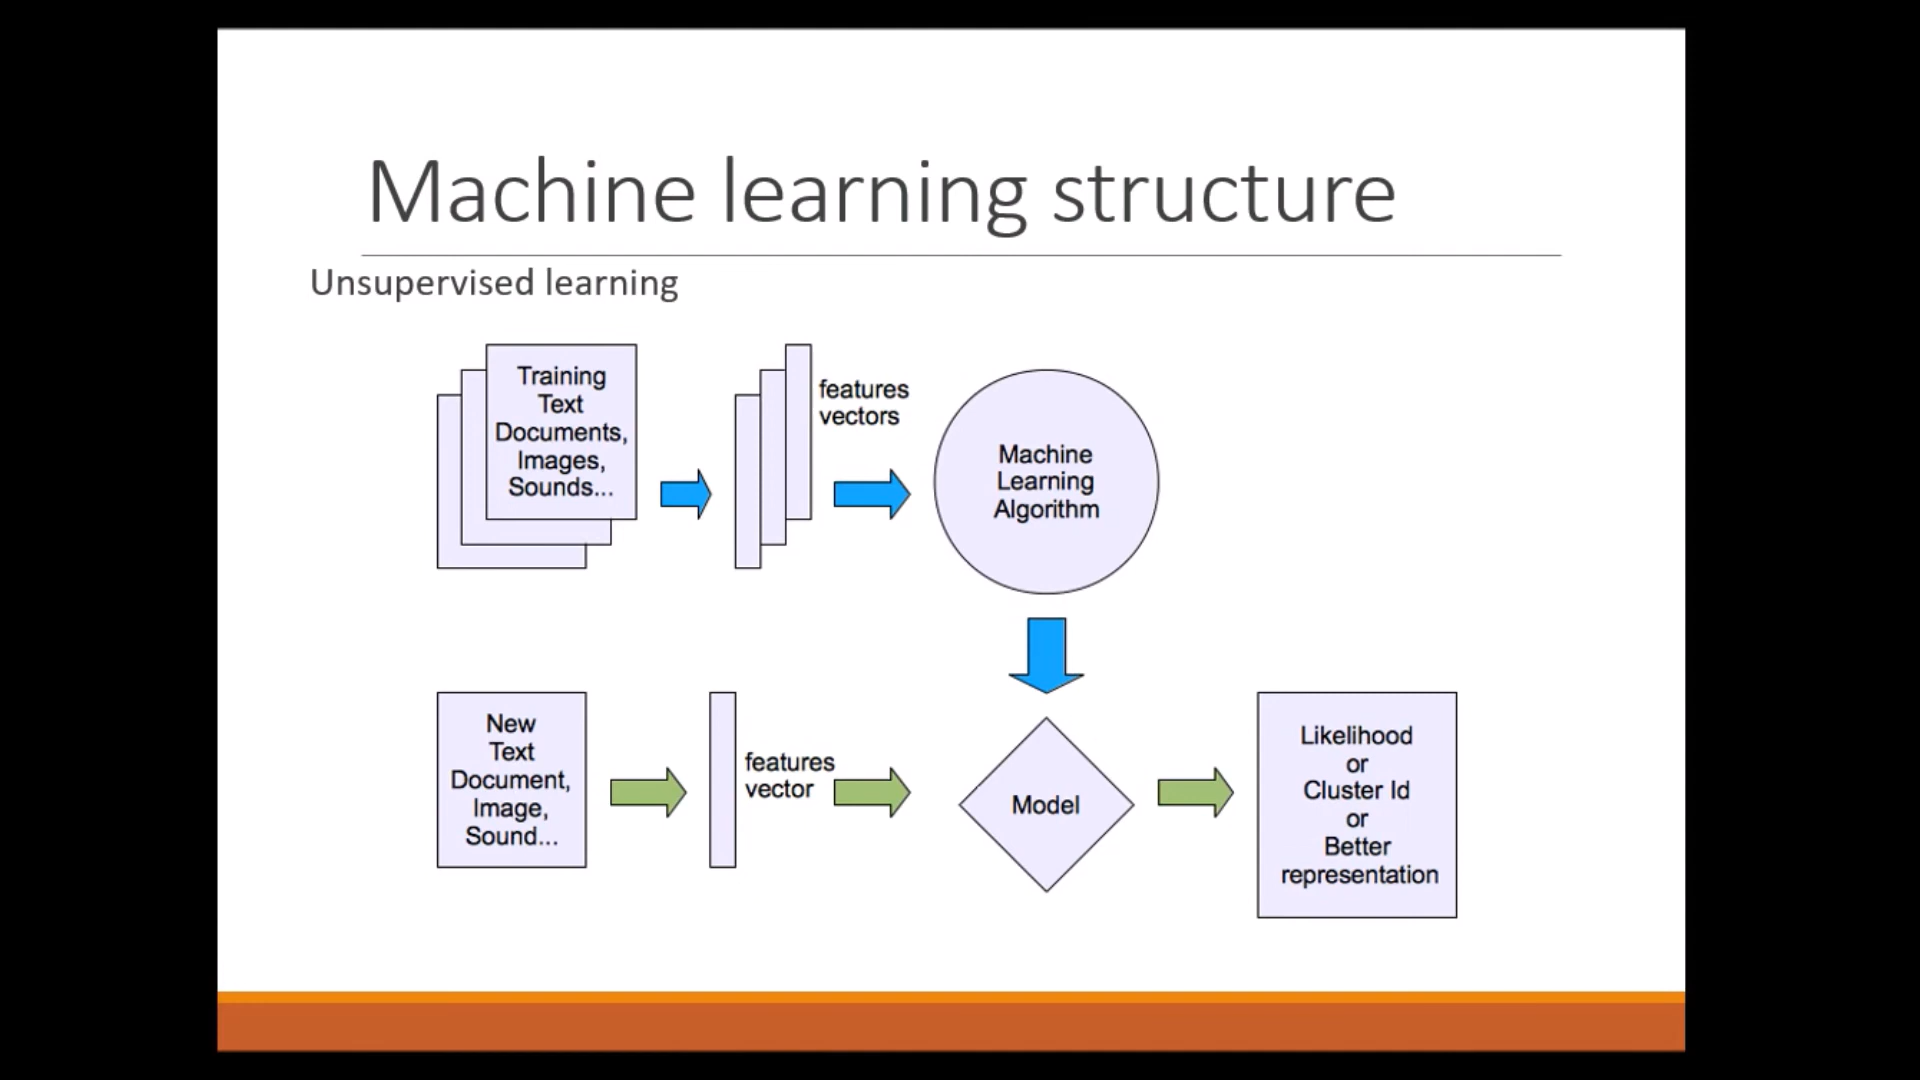 Machine learning structure
Unsupervised learning
Training
Text
Documents,
Images,
Sounds...
features
vectors
Machine
Learning
Algorithm
New
Text
Document,
Image,
Sound...
features
vector
Model
Likelihood
or
Cluster Id
or
Better
representation